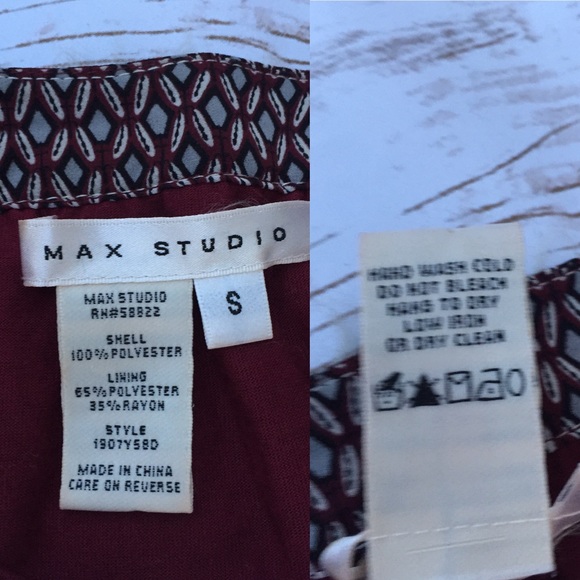 MAX STUDIO
S
MAX STUDIO
RN#58822
SHELL
100%POLYESTER
LINING
65%POLYESTER
35%RAYON
STYLE
1907Y58D
MADE IN CHINA
CARE ON REVERSE
HAND WASH COLD
DO NOT BLEACH
HANG TO DRY
LOW IRON
OR DRY CLEAN